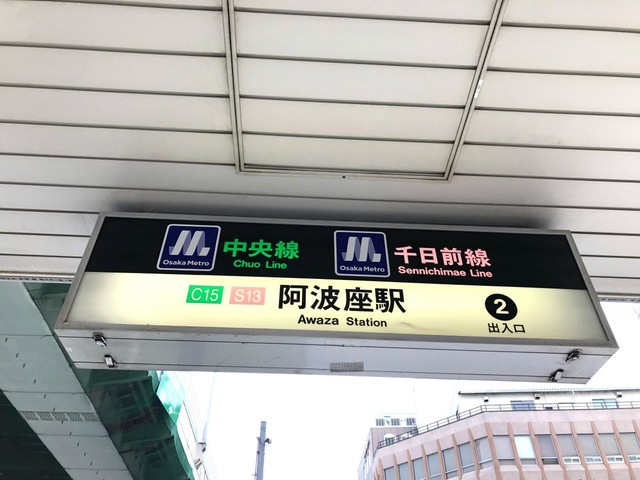 Osaka Metro
中央線
Chuo Line
Osaka Metro
千日前線
Sennichimae Line
C15 S13 阿波座駅
Awaza Station
2
出入口